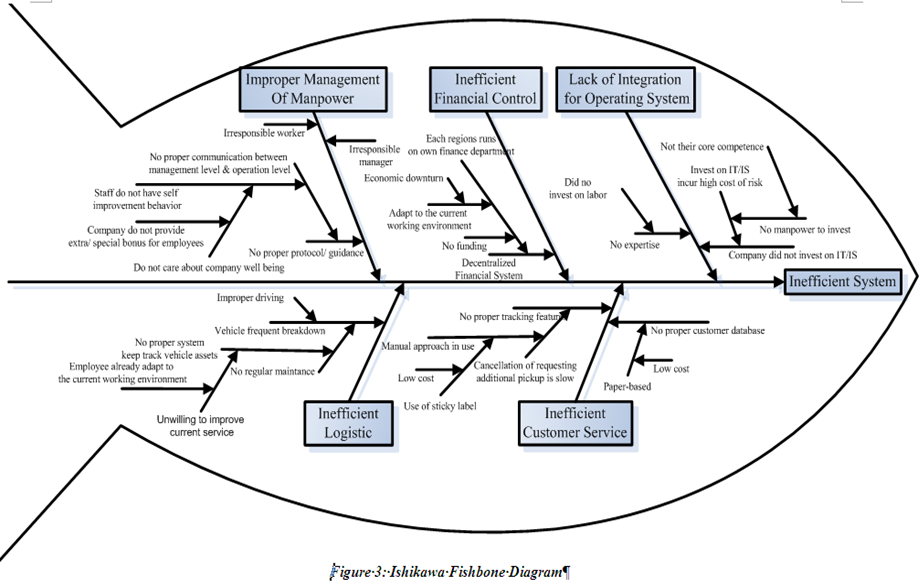 Improper Management
Of Manpower
Inefficient
Financial Control
Lack of Integration
for Operating System
Irresponsible worker
Irresponsible
manager
No proper communication between
management level & operation level
Staff do not have self
improvement behavior
Company do not provide
extra/ special bonus for employees
Do not care about company well being
No proper protocol/ guidance
Each regions runs
on own finance department
Economic downturn
Adapt to the current
working environment
No funding
Decentralized
Financial System
Did no
invest on labor
No expertise
Not their core competence
Invest on IT/IS
incur high cost of risk
No manpower to invest
Company did not invest on IT/IS
Inefficient System
Improper driving
Vehicle frequent breakdown
No proper system
keep track vehicle assets
Employee already adapt to
the current working environment
No regular maintance
Unwilling to improve
current service
Inefficient
Logistic
No proper tracking feature
Manual approach in use
Cancellation of requesting
additional pickup is slow
Low cost
Use of sticky label
No proper customer database
Low cost
Paper-based
Inefficient
Customer Service
Figure·3:·Ishikawa·Fishbone·Diagram¶